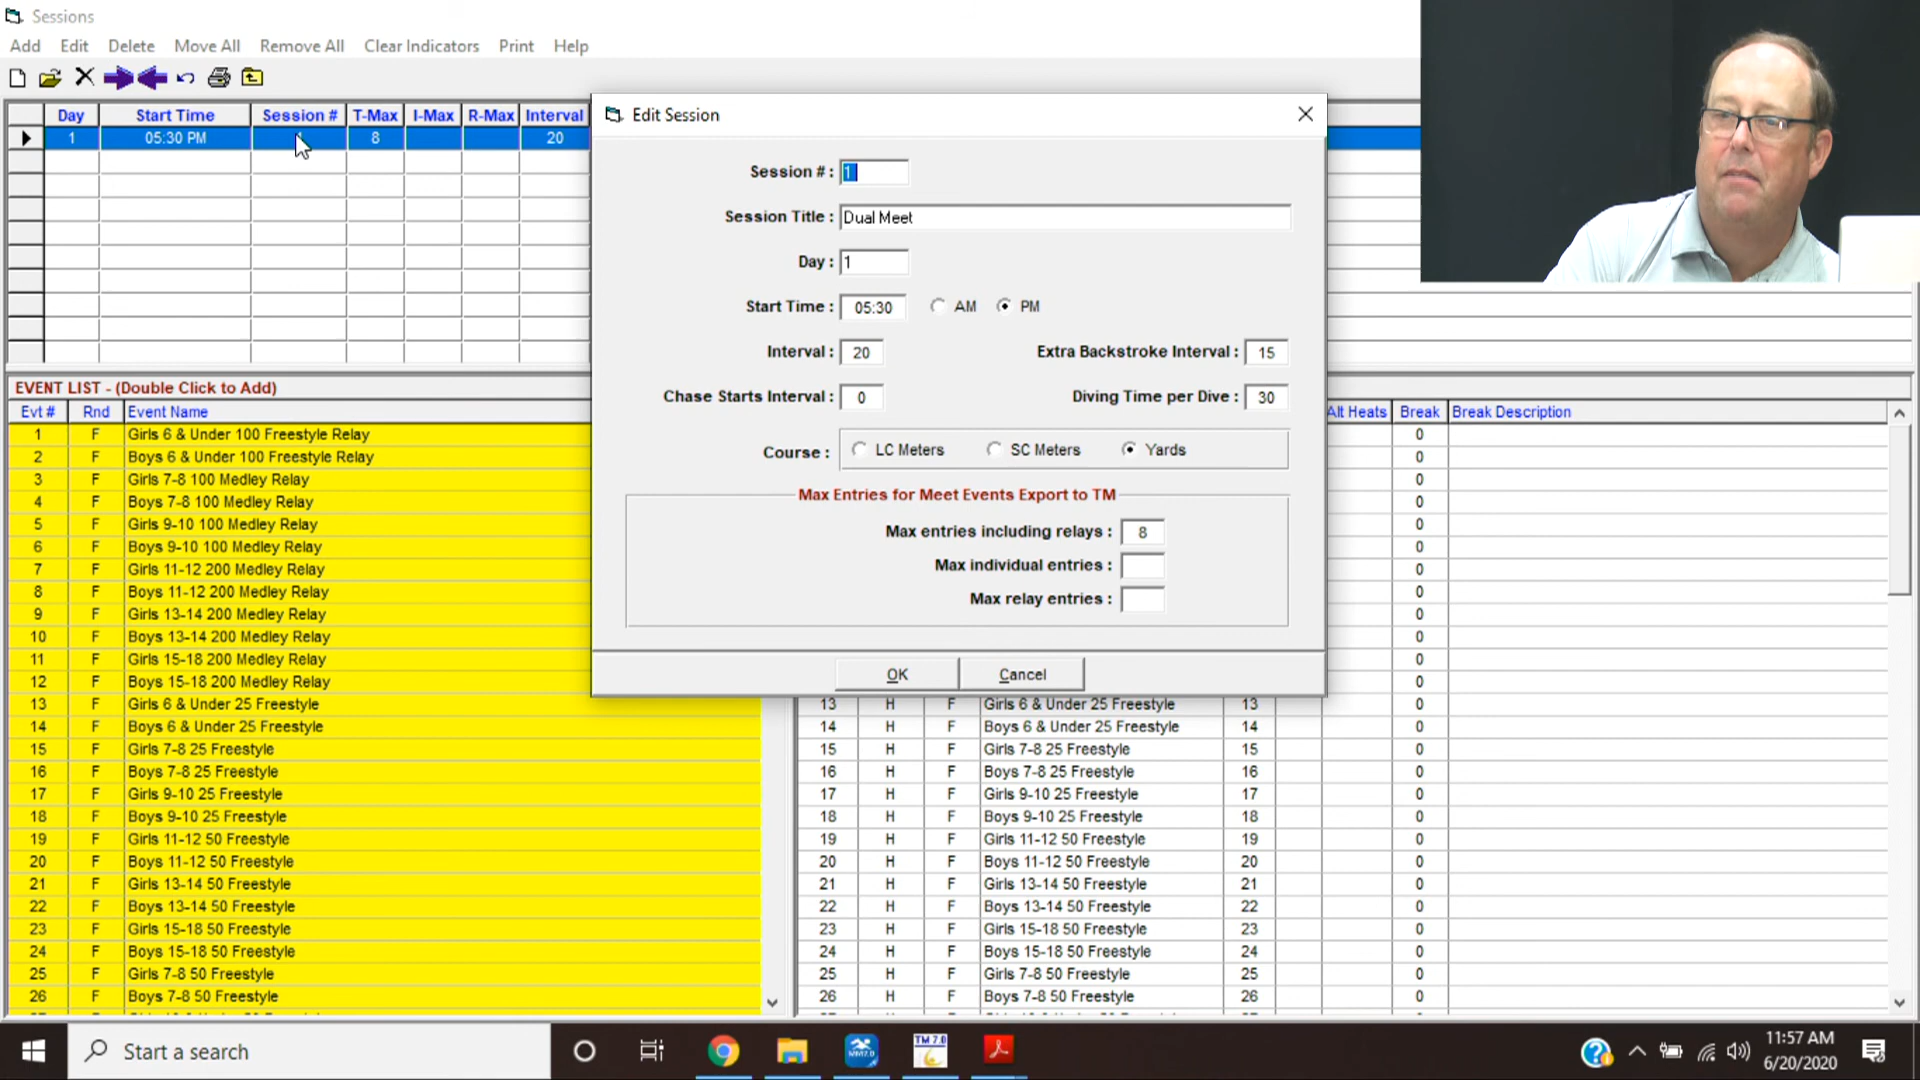 Sessions
Add Edit Delete Move All Remove All Clear Indicators Print Help
Day Start Time Session # T-Max I-Max R-Max Interval
1 05:30 PM 8 20
Edit Session
Session # : 1
Session Title : Dual Meet
Day : 1
Start Time : 05:30 AM PM
Interval : 20 Extra Backstroke Interval : 15
Chase Starts Interval : 0 Diving Time per Dive : 30
Course : LC Meters SC Meters Yards
Max Entries for Meet Events Export to TM
Max entries including relays : 8
Max individual entries :
Max relay entries :
OK Cancel
EVENT LIST - (Double Click to Add)
Evt # Rnd Event Name
1 F Girls 6 & Under 100 Freestyle Relay
2 F Boys 6 & Under 100 Freestyle Relay
3 F Girls 7-8 100 Medley Relay
4 F Boys 7-8 100 Medley Relay
5 F Girls 9-10 100 Medley Relay
6 F Boys 9-10 100 Medley Relay
7 F Girls 11-12 200 Medley Relay
8 F Boys 11-12 200 Medley Relay
9 F Girls 13-14 200 Medley Relay
10 F Boys 13-14 200 Medley Relay
11 F Girls 15-18 200 Medley Relay
12 F Boys 15-18 200 Medley Relay
13 F Girls 6 & Under 25 Freestyle
14 F Boys 6 & Under 25 Freestyle
15 F Girls 7-8 25 Freestyle
16 F Boys 7-8 25 Freestyle
17 F Girls 9-10 25 Freestyle
18 F Boys 9-10 25 Freestyle
19 F Girls 11-12 50 Freestyle
20 F Boys 11-12 50 Freestyle
21 F Girls 13-14 50 Freestyle
22 F Boys 13-14 50 Freestyle
23 F Girls 15-18 50 Freestyle
24 F Boys 15-18 50 Freestyle
25 F Girls 7-8 50 Freestyle
26 F Boys 7-8 50 Freestyle
Alt Heats Break Break Description
0
0
0
0
0
0
0
0
0
0
0
0
13 H F Girls 6 & Under 25 Freestyle 13 0
14 H F Boys 6 & Under 25 Freestyle 14 0
15 H F Girls 7-8 25 Freestyle 15 0
16 H F Boys 7-8 25 Freestyle 16 0
17 H F Girls 9-10 25 Freestyle 17 0
18 H F Boys 9-10 25 Freestyle 18 0
19 H F Girls 11-12 50 Freestyle 19 0
20 H F Boys 11-12 50 Freestyle 20 0
21 H F Girls 13-14 50 Freestyle 21 0
22 H F Boys 13-14 50 Freestyle 22 0
23 H F Girls 15-18 50 Freestyle 23 0
24 H F Boys 15-18 50 Freestyle 24 0
25 H F Girls 7-8 50 Freestyle 25 0
26 H F Boys 7-8 50 Freestyle 26 0
Start a search
MM7.0
TM 7.0
11:57 AM
6/20/2020